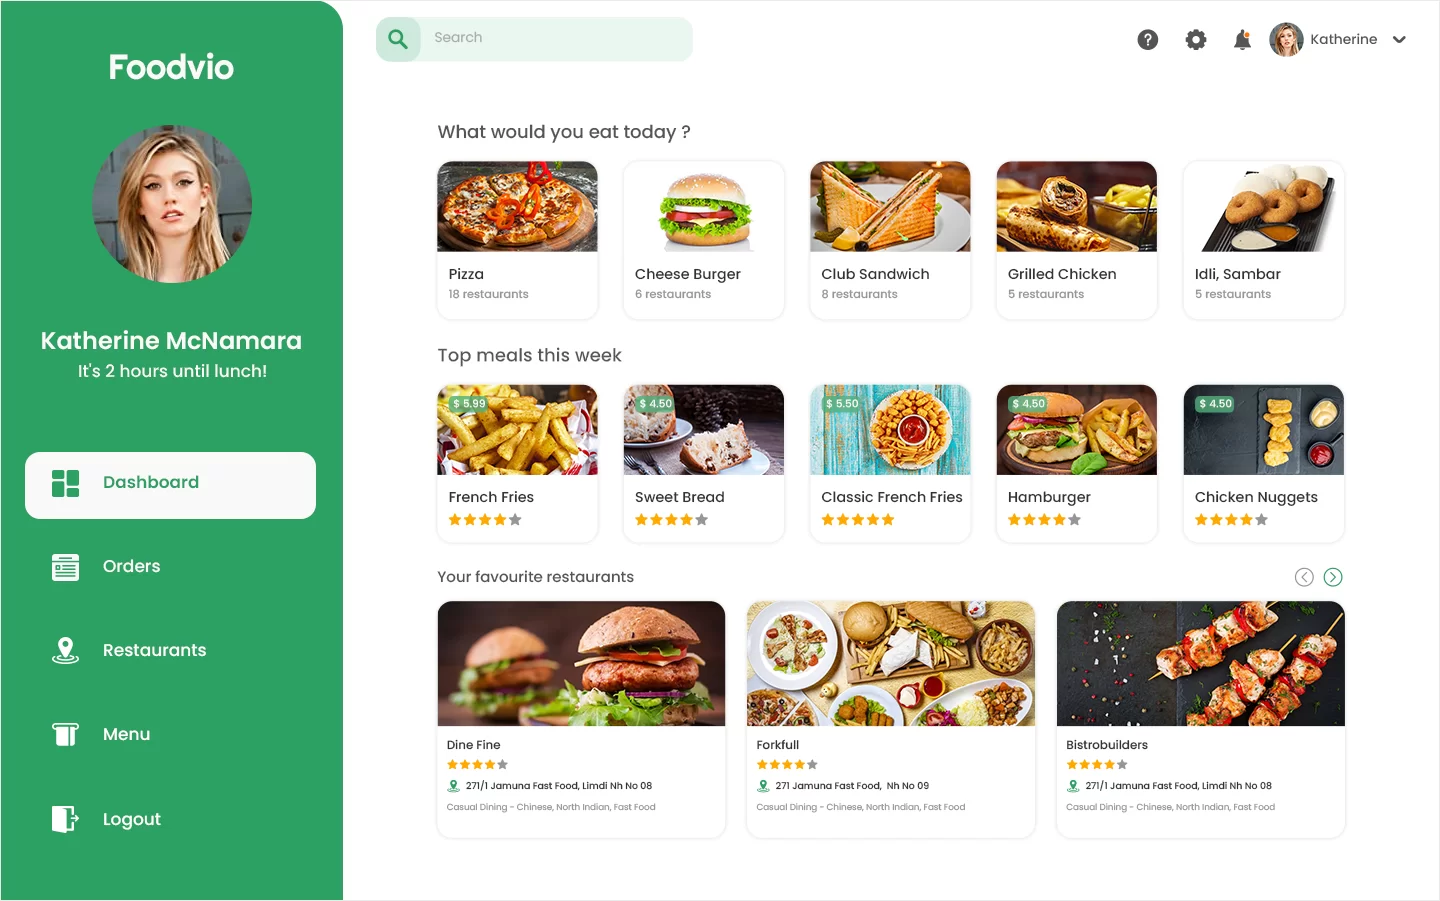 Foodvio
Katherine McNamara
It's 2 hours until lunch!
Dashboard
Orders
Restaurants
Menu
Logout
Search
?
Katherine
What would you eat today ?
Pizza
18 restaurants
Cheese Burger
6 restaurants
Club Sandwich
8 restaurants
Grilled Chicken
5 restaurants
Idli, Sambar
5 restaurants
Top meals this week
$ 5.99
French Fries
$ 4.50
Sweet Bread
$ 5.50
Classic French Fries
$ 4.50
Hamburger
$ 4.50
Chicken Nuggets
Your favourite restaurants
Dine Fine
271/1 Jamuna Fast Food, Limdi Nh No 08
Casual Dining - Chinese, North Indian, Fast Food
Forkfull
271 Jamuna Fast Food, Nh No 09
Casual Dining - Chinese, North Indian, Fast Food
Bistrobuilders
271/1 Jamuna Fast Food, Limdi Nh No 08
Casual Dining - Chinese, North Indian, Fast Food